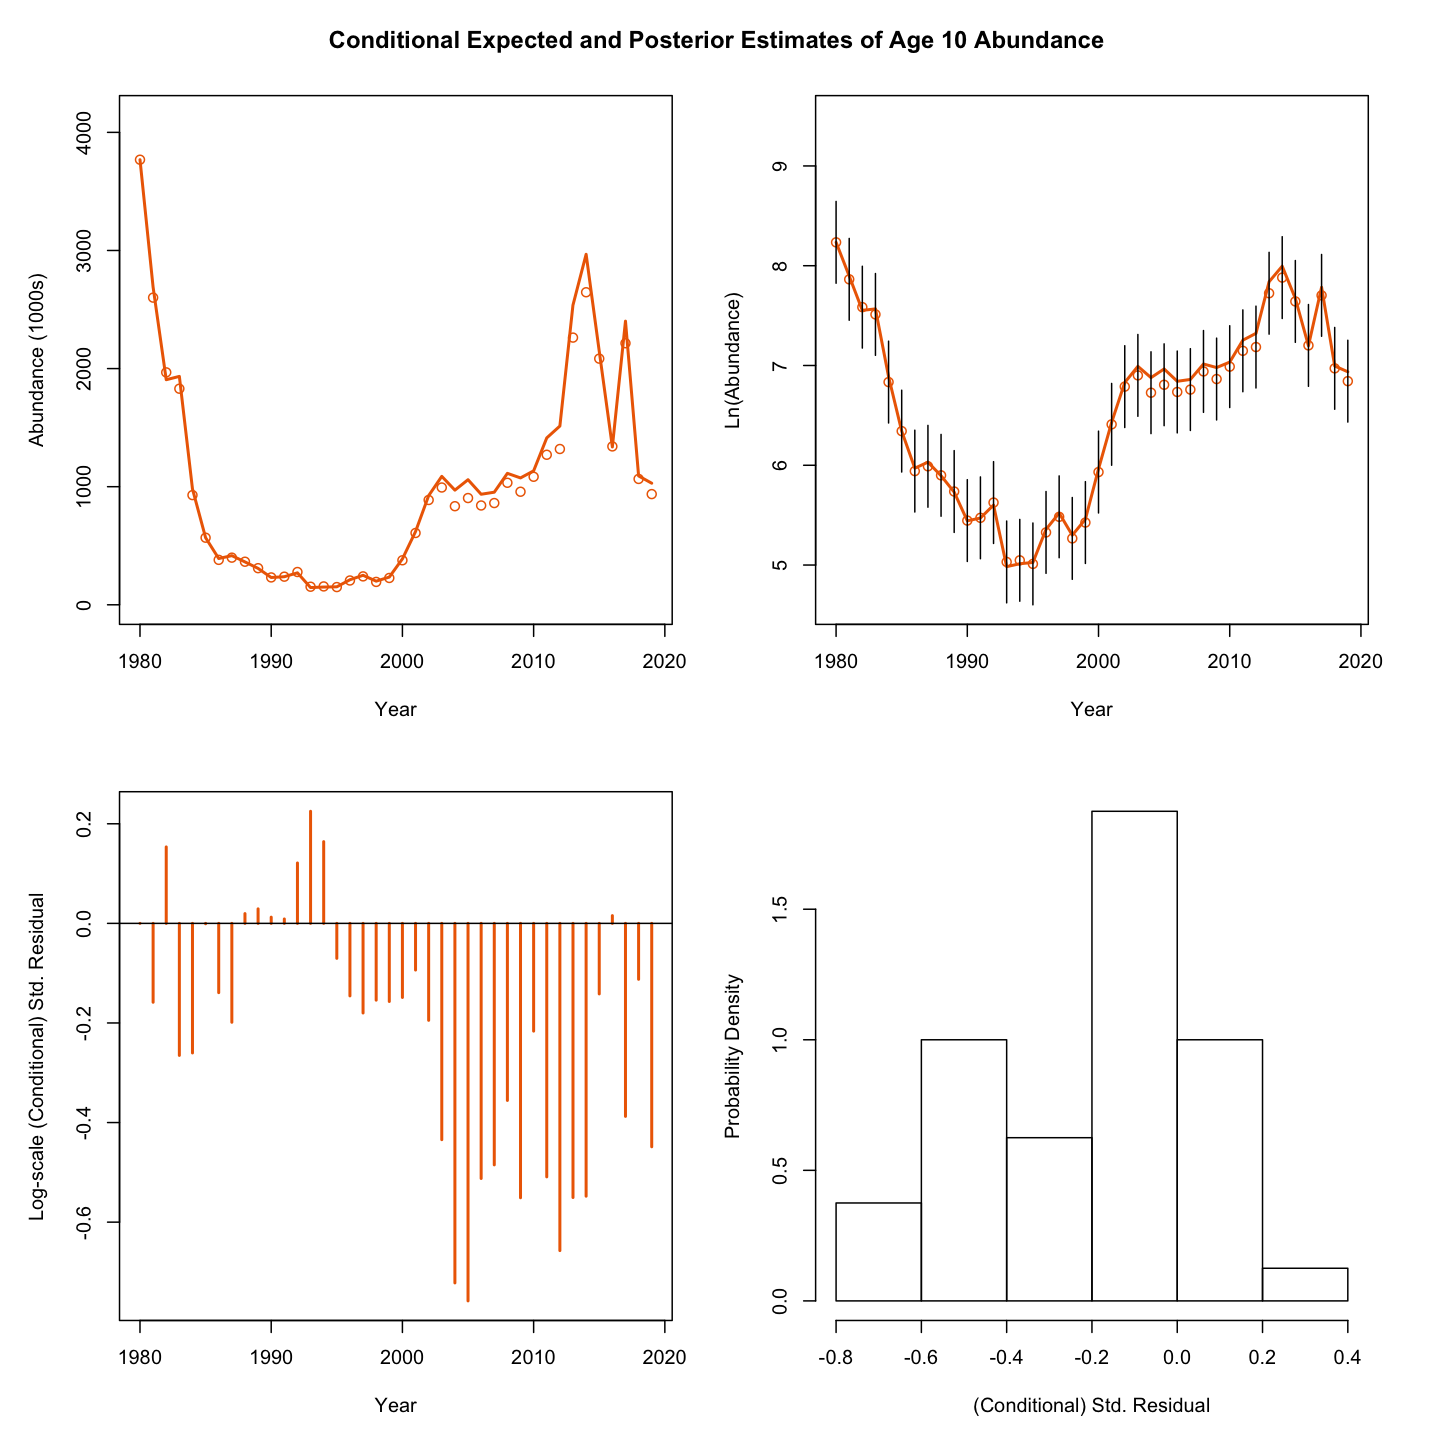 Conditional Expected and Posterior Estimates of Age 10 Abundance
Abundance (1000s)
4000
3000
2000
1000
0
1980 1990 2000 2010 2020
Year
Ln(Abundance)
9
8
7
6
5
1980 1990 2000 2010 2020
Year
Log-scale (Conditional) Std. Residual
0.2
0.0
-0.2
-0.4
-0.6
1980 1990 2000 2010 2020
Year
Probability Density
1.5
1.0
0.5
0.0
-0.8 -0.6 -0.4 -0.2 0.0 0.2 0.4
(Conditional) Std. Residual